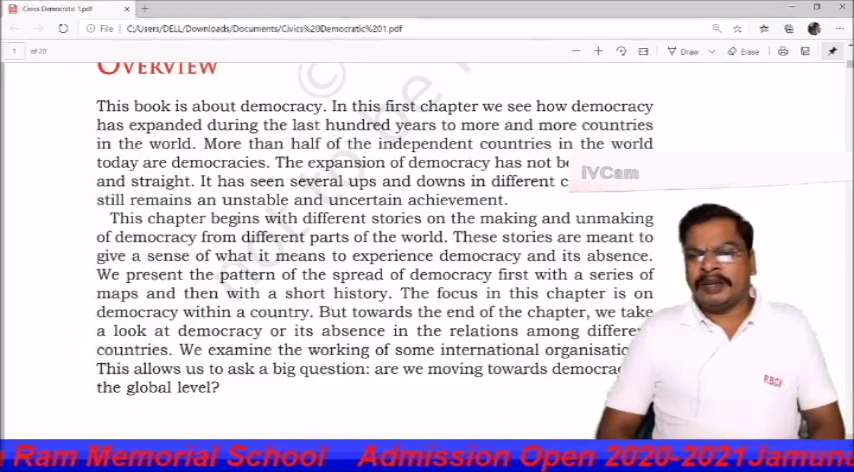 Civics Democratic 1.pdf
File C:/Users/DELL/Downloads/Documents/Civics%20Democratic%201.pdf
1 of 20 Draw Erase
OVERVIEW
This book is about democracy. In this first chapter we see how democracy
has expanded during the last hundred years to more and more countries
in the world. More than half of the independent countries in the world
today are democracies. The expansion of democracy has not be
and straight. It has seen several ups and downs in different c
still remains an unstable and uncertain achievement.
iVCam
This chapter begins with different stories on the making and unmaking
of democracy from different parts of the world. These stories are meant to
give a sense of what it means to experience democracy and its absence.
We present the pattern of the spread of democracy first with a series of
maps and then with a short history. The focus in this chapter is on
democracy within a country. But towards the end of the chapter, we take
a look at democracy or its absence in the relations among differe
countries. We examine the working of some international organisatio
This allows us to ask a big question: are we moving towards democra
the global level?
©
not to be
Ram Memorial School Admission Open 2020-2021 Jamuna